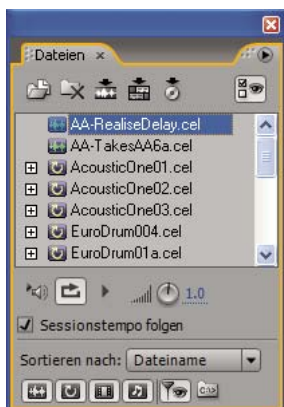 Dateien
AA-RealiseDelay.cel
AA-TakesAA6a.cel
AcousticOne01.cel
AcousticOne02.cel
AcousticOne03.cel
EuroDrum004.cel
EuroDrum01a.cel
1.0
Sessionstempo folgen
Sortieren nach: Dateiname
C:\>